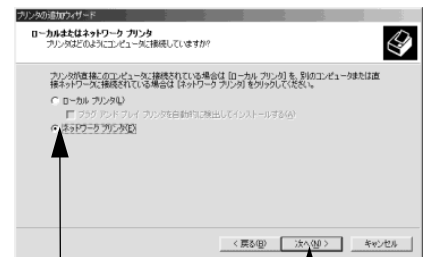 プリンタの追加ウィザード
ローカルまたはネットワーク プリンタ
プリンタはどのようにコンピュータに接続していますか?
プリンタが直接このコンピュータに接続されている場合は [ローカル プリンタ] を、別のコンピュータまたは直
接ネットワークに接続されている場合は [ネットワーク プリンタ] をクリックしてください。
ローカル プリンタ(L)
プラグ アンド プレイ プリンタを自動的に検出してインストールする(A)
ネットワーク プリンタ(E)
< 戻る(B)
次へ(N) >
キャンセル